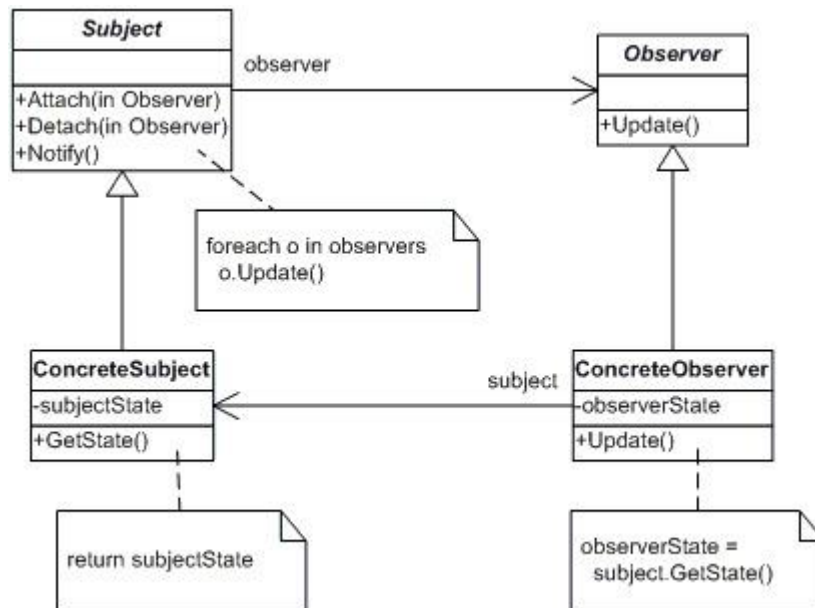 Subject
+Attach(in Observer)
+Detach(in Observer)
+Notify()
observer
Observer
+Update()
foreach o in observers
o.Update()
ConcreteSubject
-subjectState
+GetState()
subject
ConcreteObserver
-observerState
+Update()
return subjectState
observerState =
subject.GetState()